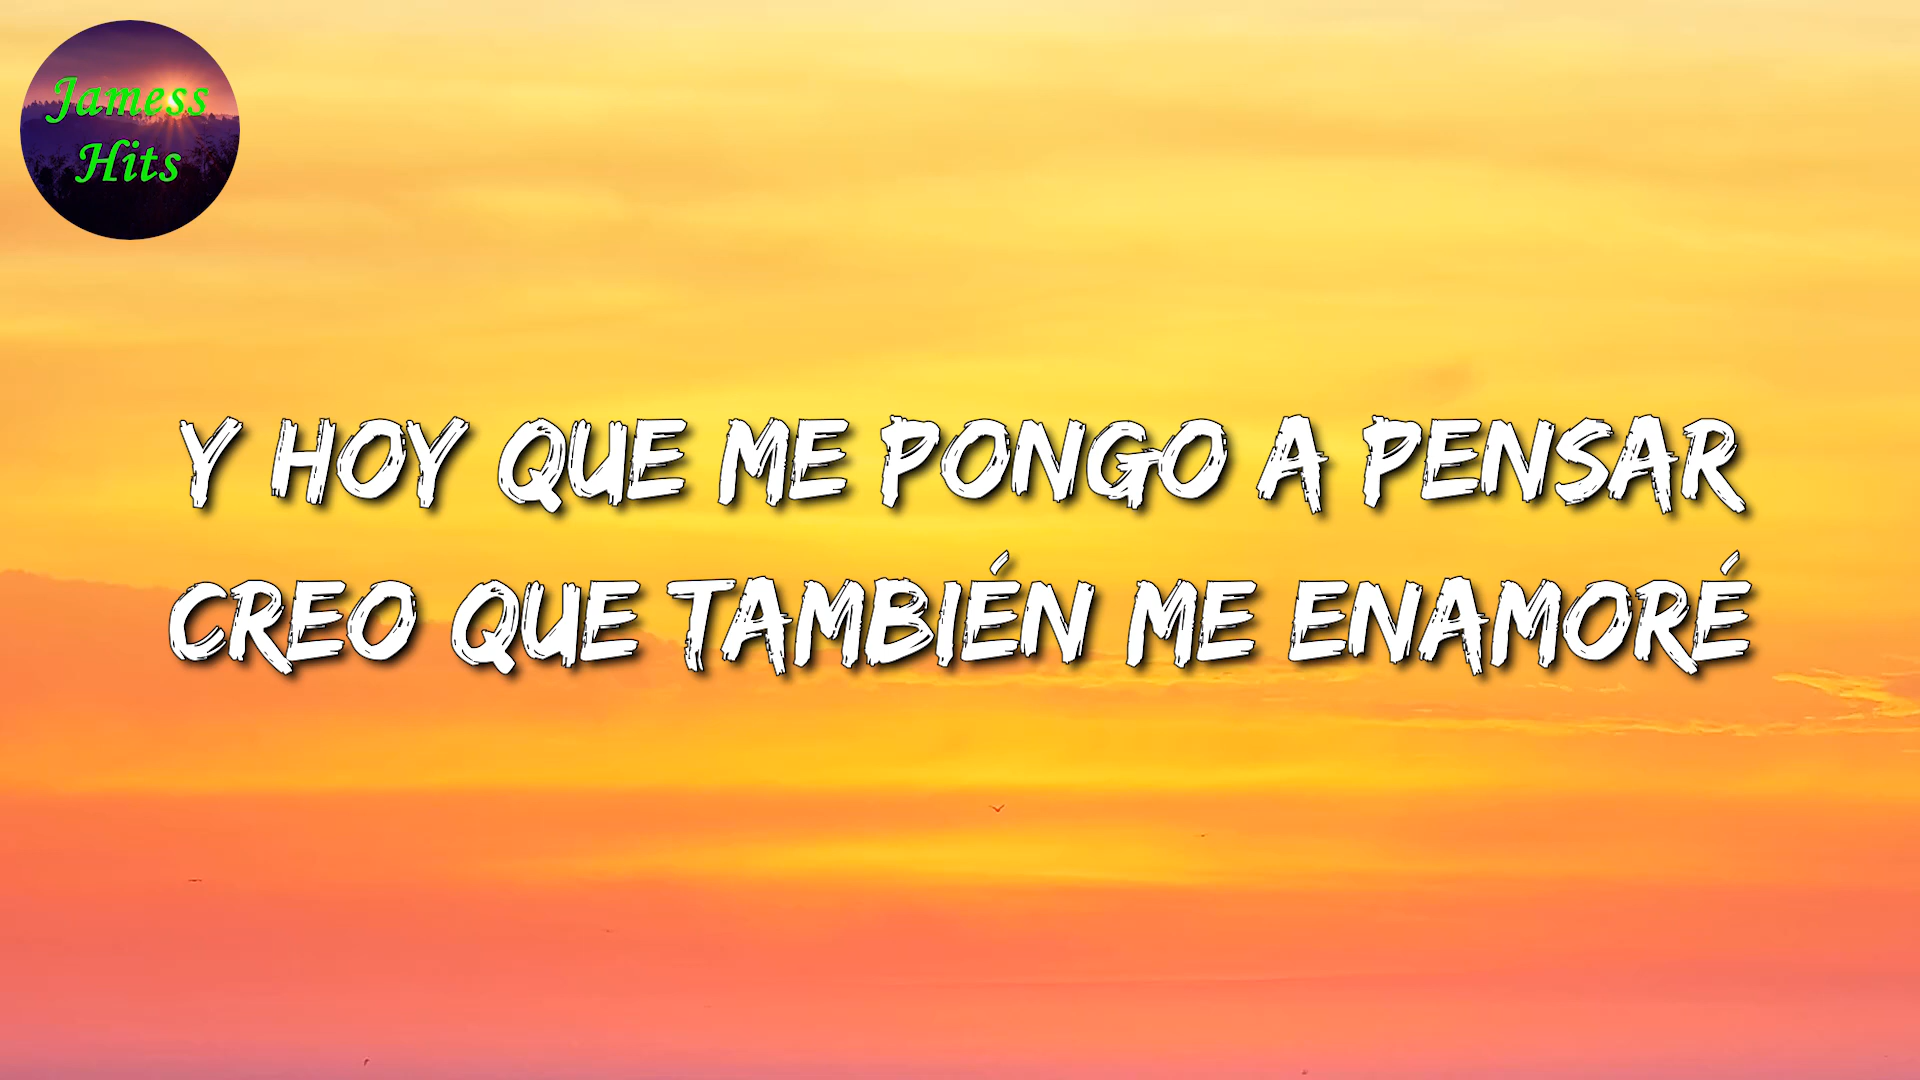 Jamess
Hits
Y HOY QUE ME PONGO A PENSAR
CREO QUE TAMBIÉN ME ENAMORÉ